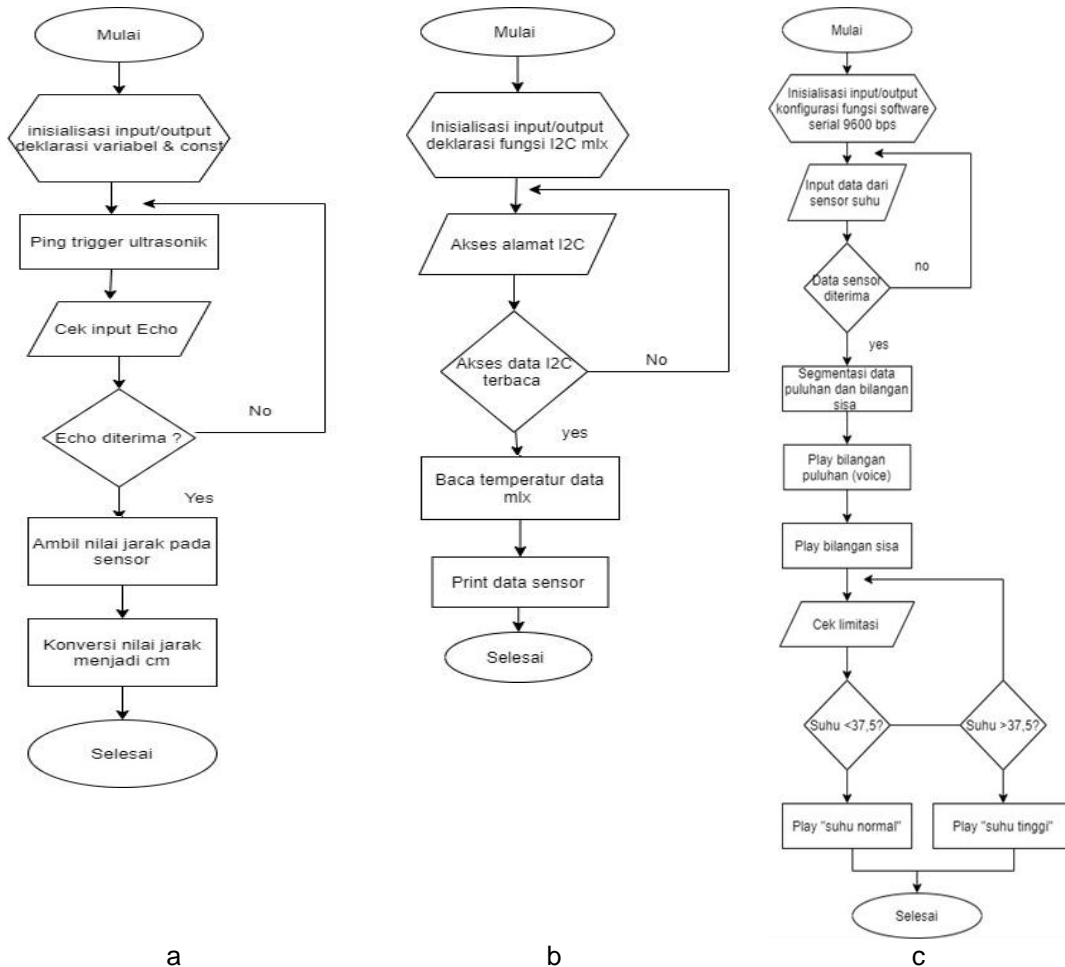 Mulai
inisialisasi input/output
deklarasi variabel & const
Ping trigger ultrasonik
Cek input Echo
Echo diterima ?
No
Yes
Ambil nilai jarak pada
sensor
Konversi nilai jarak
menjadi cm
Selesai
a
Mulai
Inisialisasi input/output
deklarasi fungsi I2C mlx
Akses alamat I2C
Akses data I2C
terbaca
No
yes
Baca temperatur data
mlx
Print data sensor
Selesai
b
Mulai
Inisialisasi input/output
konfigurasi fungsi software
serial 9600 bps
Input data dari
sensor suhu
Data sensor
diterima
no
yes
Segmentasi data
puluhan dan bilangan
sisa
Play bilangan
puluhan (voice)
Play bilangan sisa
Cek limitasi
Suhu <37,5?
Suhu >37,5?
Play "suhu normal"
Play "suhu tinggi"
Selesai
c